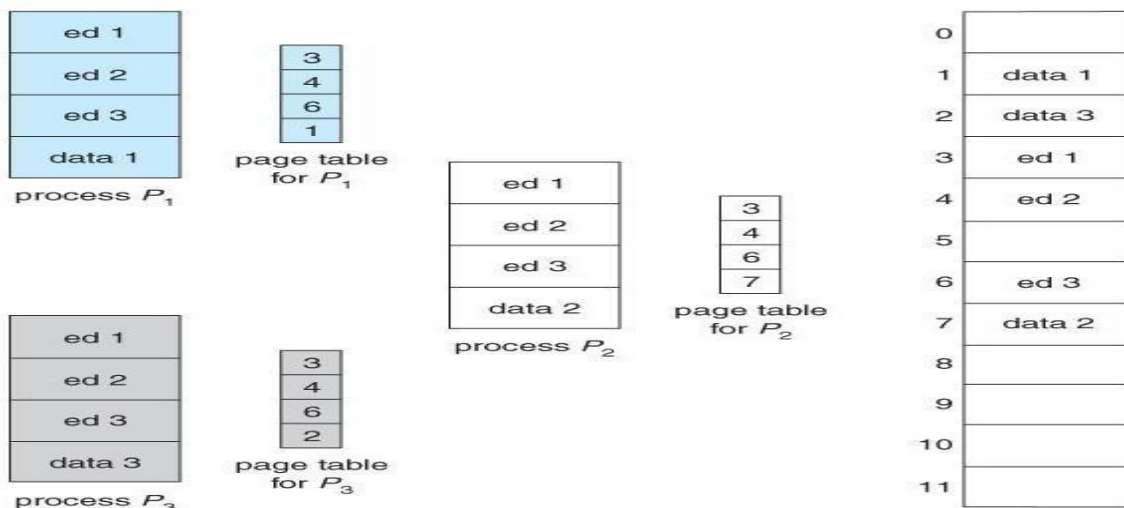 ed 1
ed 2
ed 3
data 1
process P1
3
4
6
1
page table
for P1
ed 1
ed 2
ed 3
data 2
process P2
3
4
6
7
page table
for P2
ed 1
ed 2
ed 3
data 3
process P3
3
4
6
2
page table
for P3
0
1 data 1
2 data 3
3 ed 1
4 ed 2
5
6 ed 3
7 data 2
8
9
10
11